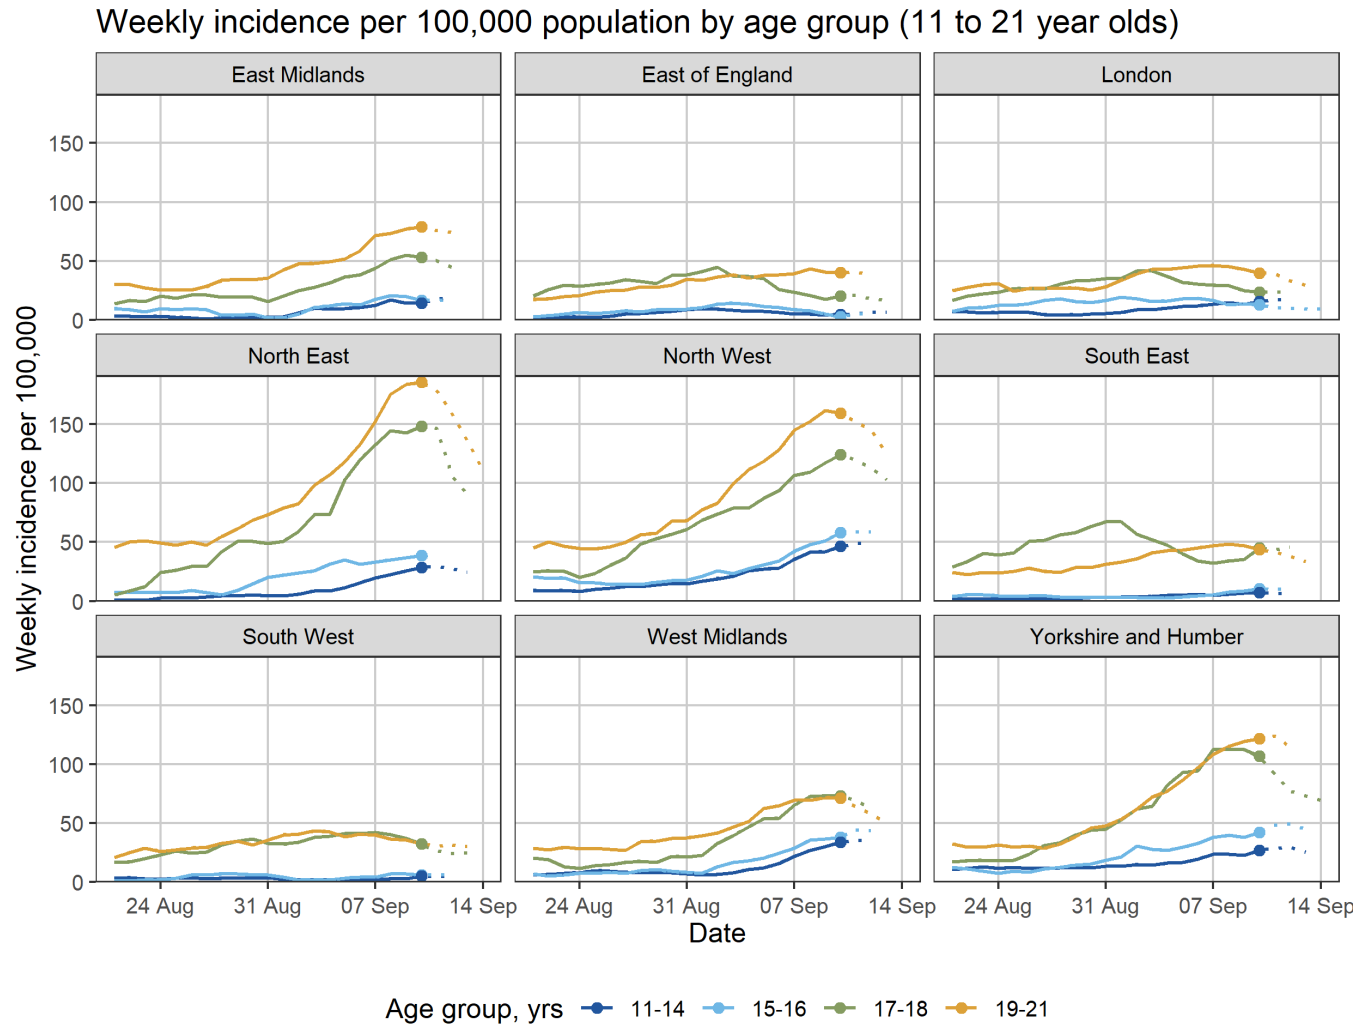 Weekly incidence per 100,000 population by age group (11 to 21 year olds)
East Midlands
East of England
London
150
100
50
0
North East
North West
South East
150
100
50
0
South West
West Midlands
Yorkshire and Humber
150
100
50
0
24 Aug 31 Aug 07 Sep 14 Sep
24 Aug 31 Aug 07 Sep 14 Sep
24 Aug 31 Aug 07 Sep 14 Sep
Weekly incidence per 100,000
Date
Age group, yrs 11-14 15-16 17-18 19-21